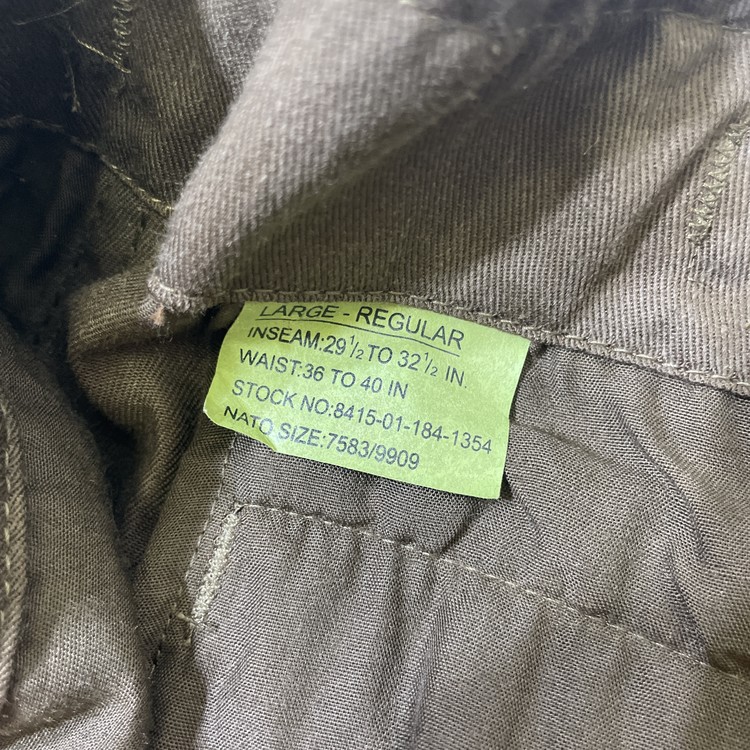 LARGE - REGULAR
INSEAM:29 1/2 TO 32 1/2 IN.
WAIST:36 TO 40 IN
STOCK NO:8415-01-184-1354
NATO SIZE:7583/9909